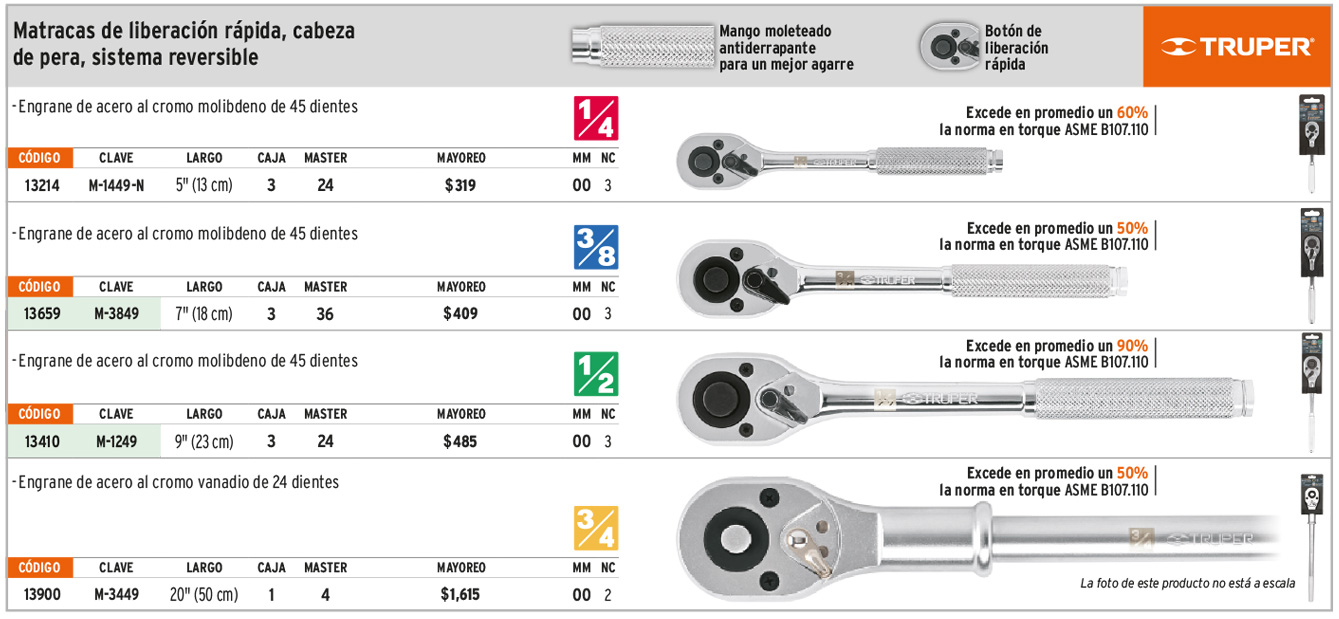 Matracas de liberación rápida, cabeza
de pera, sistema reversible
Mango moleteado
antiderrapante
para un mejor agarre
Botón de
liberación
rápida
TRUPER®
-Engrane de acero al cromo molibdeno de 45 dientes
1/4
Excede en promedio un 60%
la norma en torque ASME B107.110
CÓDIGO CLAVE LARGO CAJA MASTER MAYOREO MM NC
13214 M-1449-N 5" (13 cm) 3 24 $319 00 3
TRUPER
-Engrane de acero al cromo molibdeno de 45 dientes
3/8
Excede en promedio un 50%
la norma en torque ASME B107.110
CÓDIGO CLAVE LARGO CAJA MASTER MAYOREO MM NC
13659 M-3849 7" (18 cm) 3 36 $409 00 3
TRUPER
-Engrane de acero al cromo molibdeno de 45 dientes
1/2
Excede en promedio un 90%
la norma en torque ASME B107.110
CÓDIGO CLAVE LARGO CAJA MASTER MAYOREO MM NC
13410 M-1249 9" (23 cm) 3 24 $485 00 3
TRUPER
-Engrane de acero al cromo vanadio de 24 dientes
3/4
Excede en promedio un 50%
la norma en torque ASME B107.110
CÓDIGO CLAVE LARGO CAJA MASTER MAYOREO MM NC
13900 M-3449 20" (50 cm) 1 4 $1,615 00 2
3/4 TRUPER
La foto de este producto no está a escala